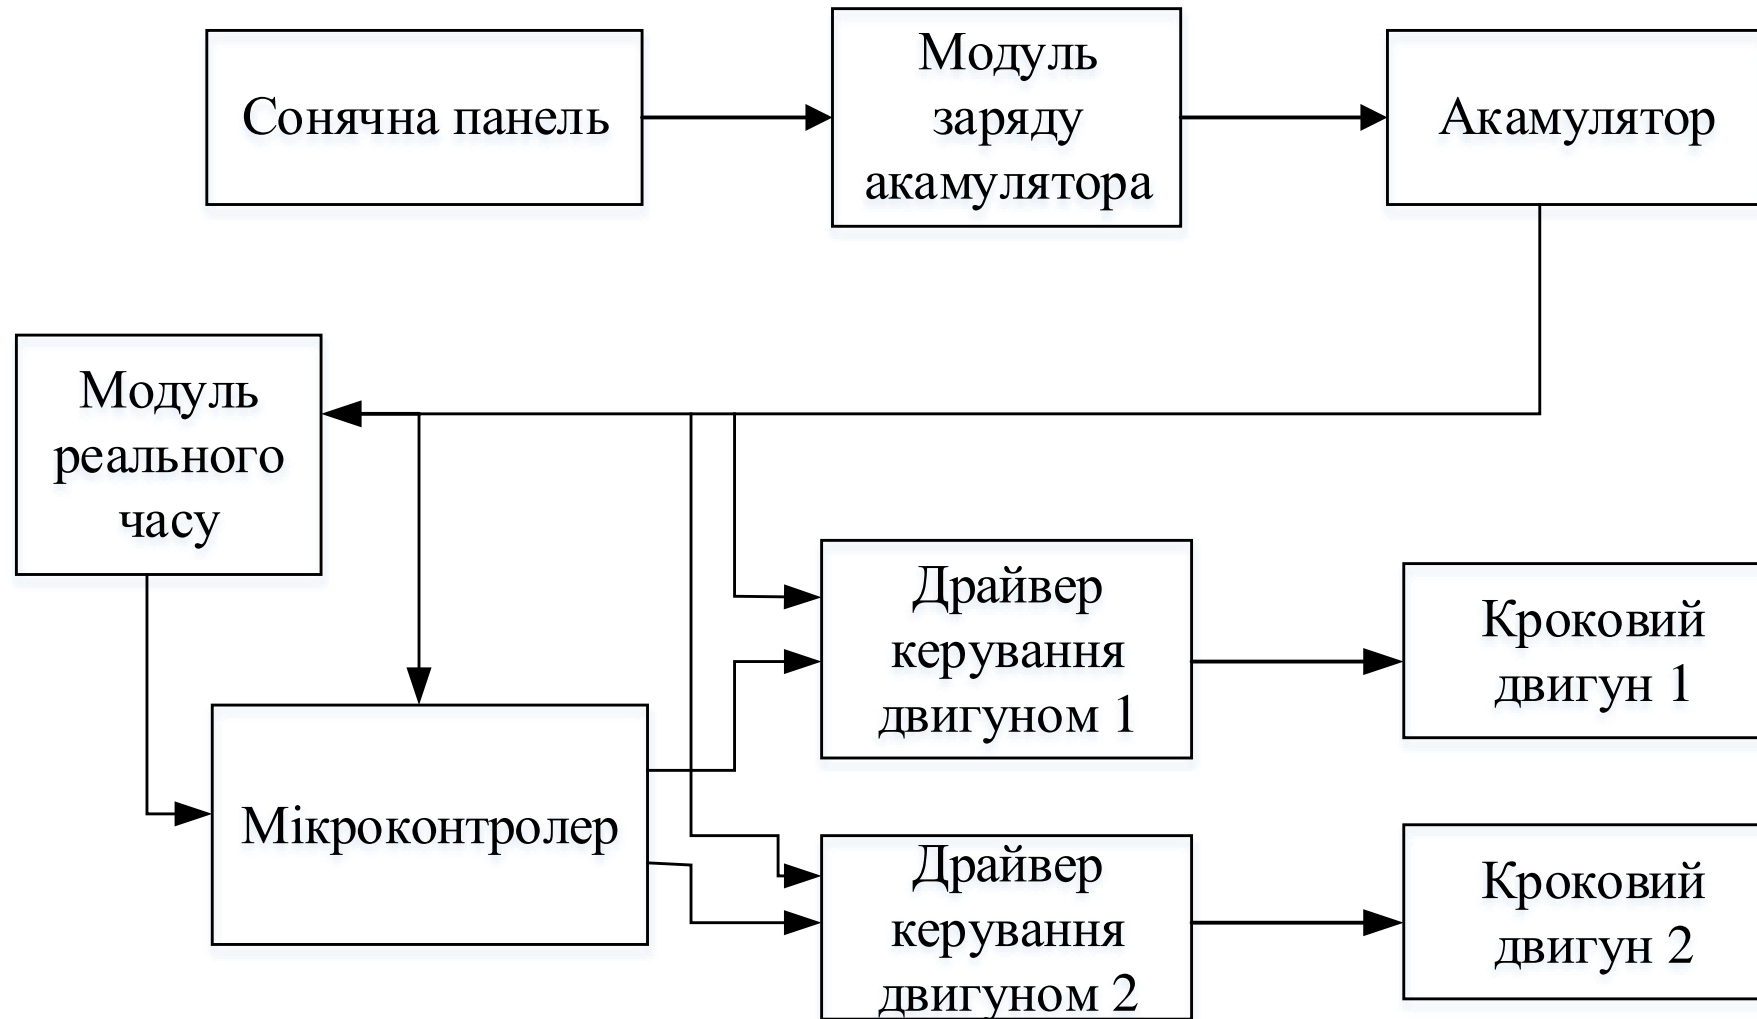 Сонячна панель
Модуль
заряду
акамулятора
Акамулятор
Модуль
реального
часу
Драйвер
керування
двигуном 1
Кроковий
двигун 1
Мікроконтролер
Драйвер
керування
двигуном 2
Кроковий
двигун 2